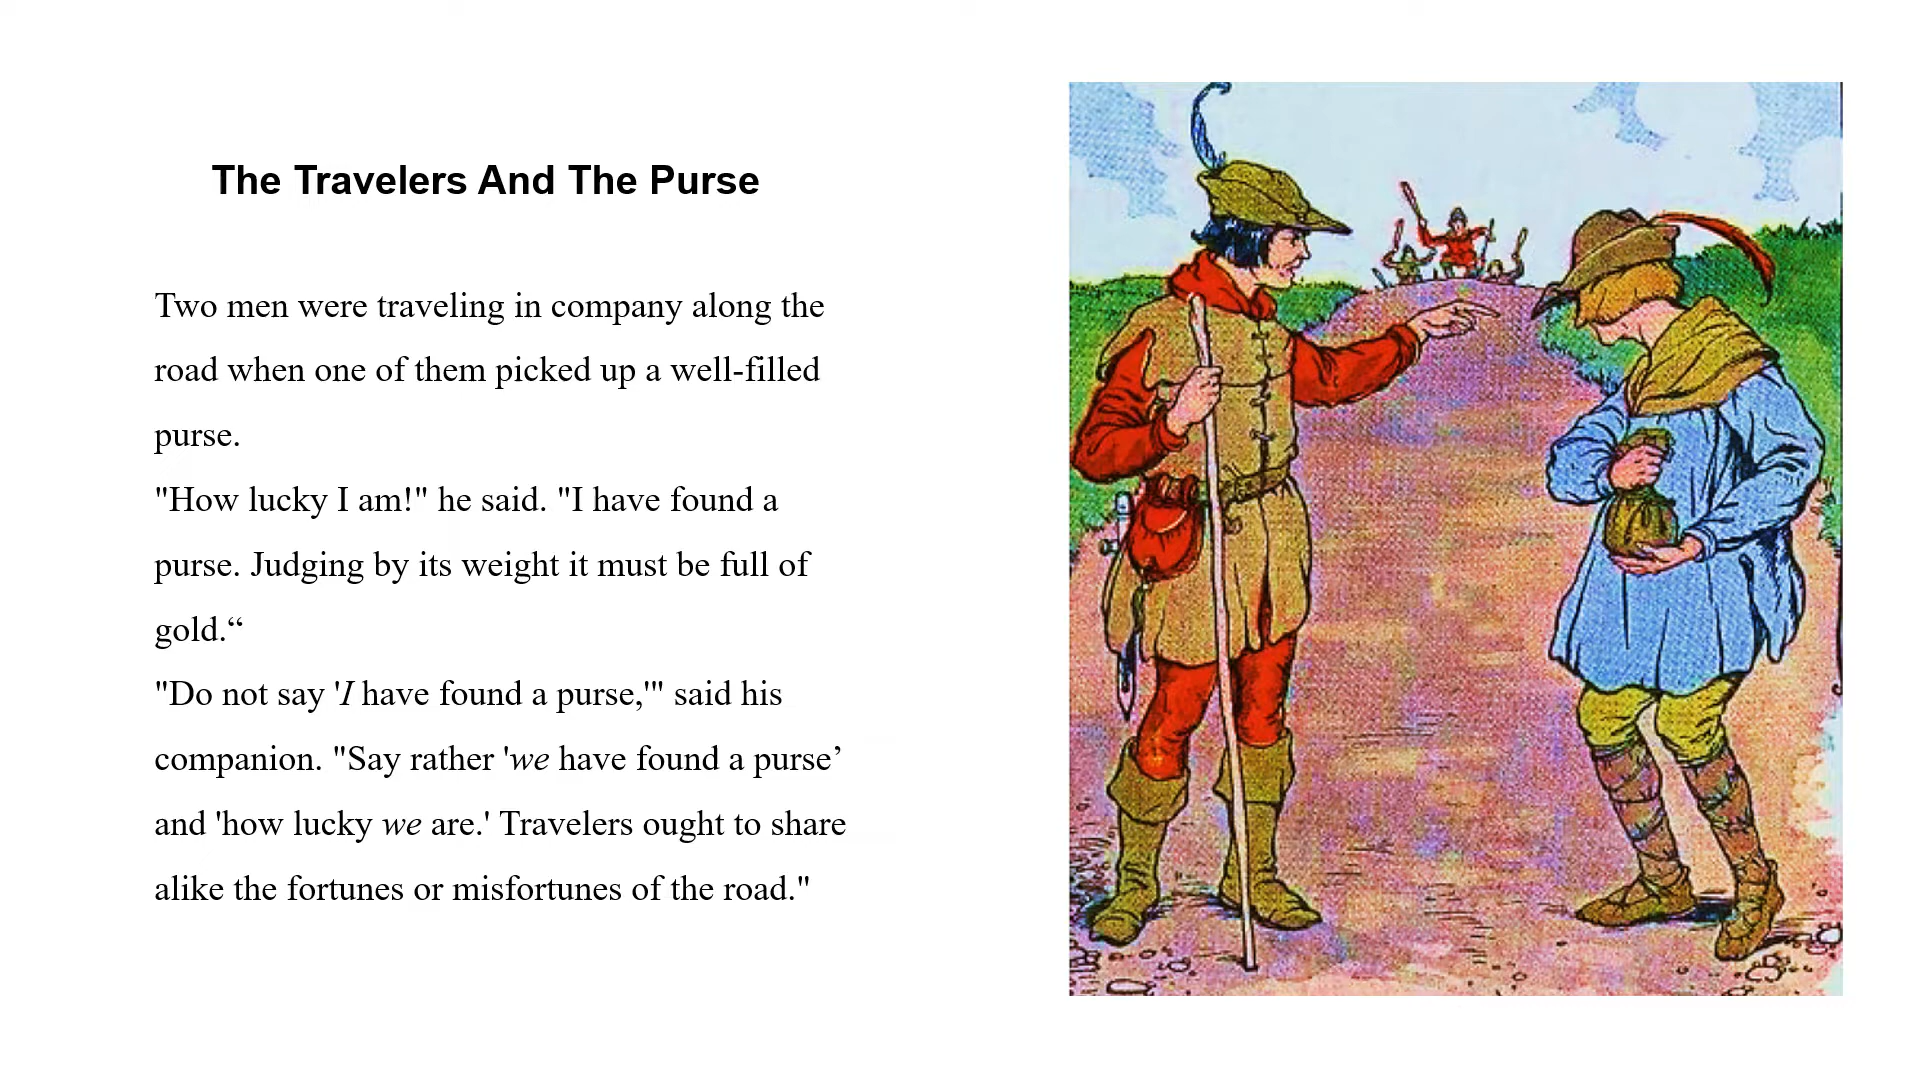 The Travelers And The Purse
Two men were traveling in company along the
road when one of them picked up a well-filled
purse.
"How lucky I am!" he said. "I have found a
purse. Judging by its weight it must be full of
gold.“
"Do not say 'I have found a purse,'" said his
companion. "Say rather 'we have found a purse’
and 'how lucky we are.' Travelers ought to share
alike the fortunes or misfortunes of the road."